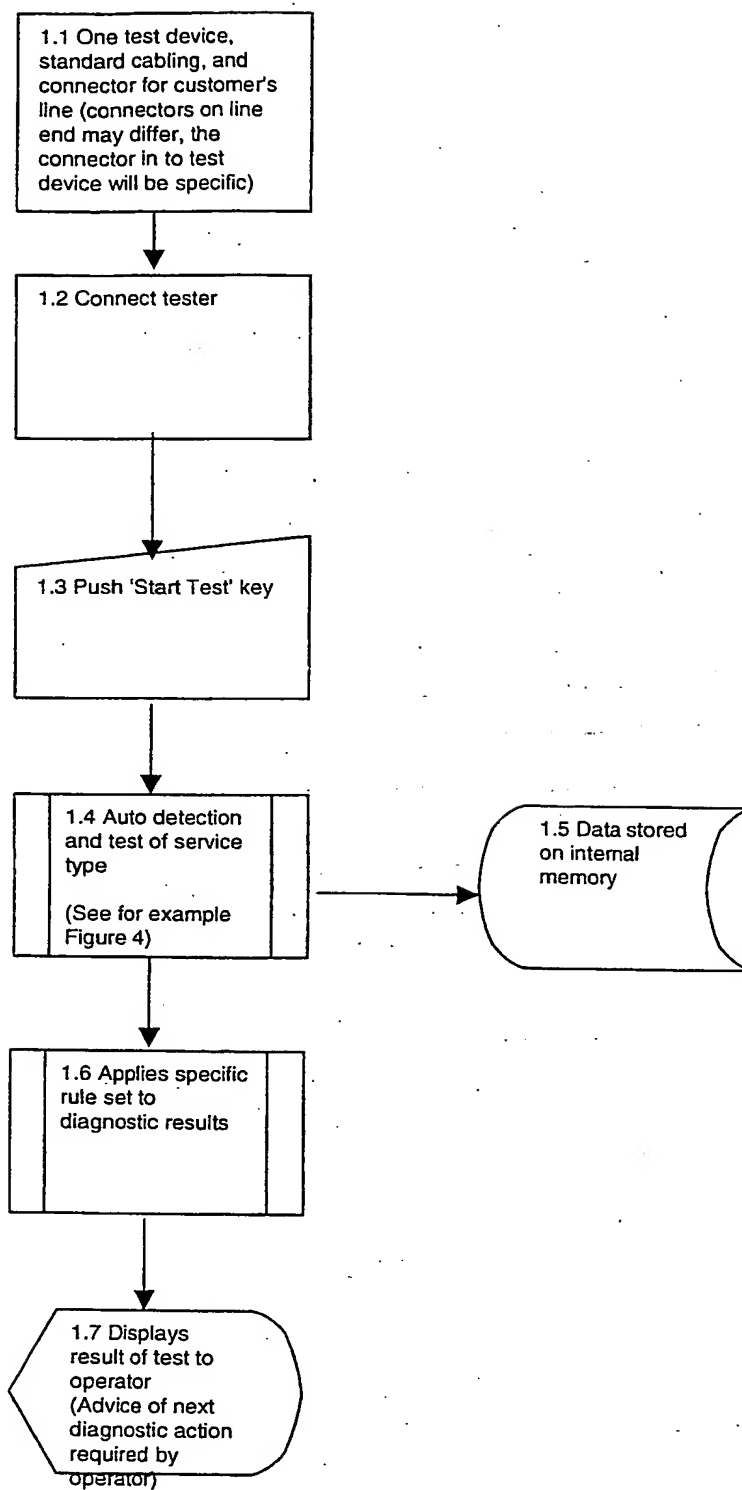 1.1 One test device,
standard cabling, and
connector for customer's
line (connectors on line
end may differ, the
connector in to test
device will be specific)
1.2 Connect tester
1.3 Push 'Start Test' key
1.4 Auto detection
and test of service
type
(See for example
Figure 4)
1.5 Data stored
on internal
memory
1.6 Applies specific
rule set to
diagnostic results
1.7 Displays
result of test to
operator
(Advice of next
diagnostic action
required by
operator)